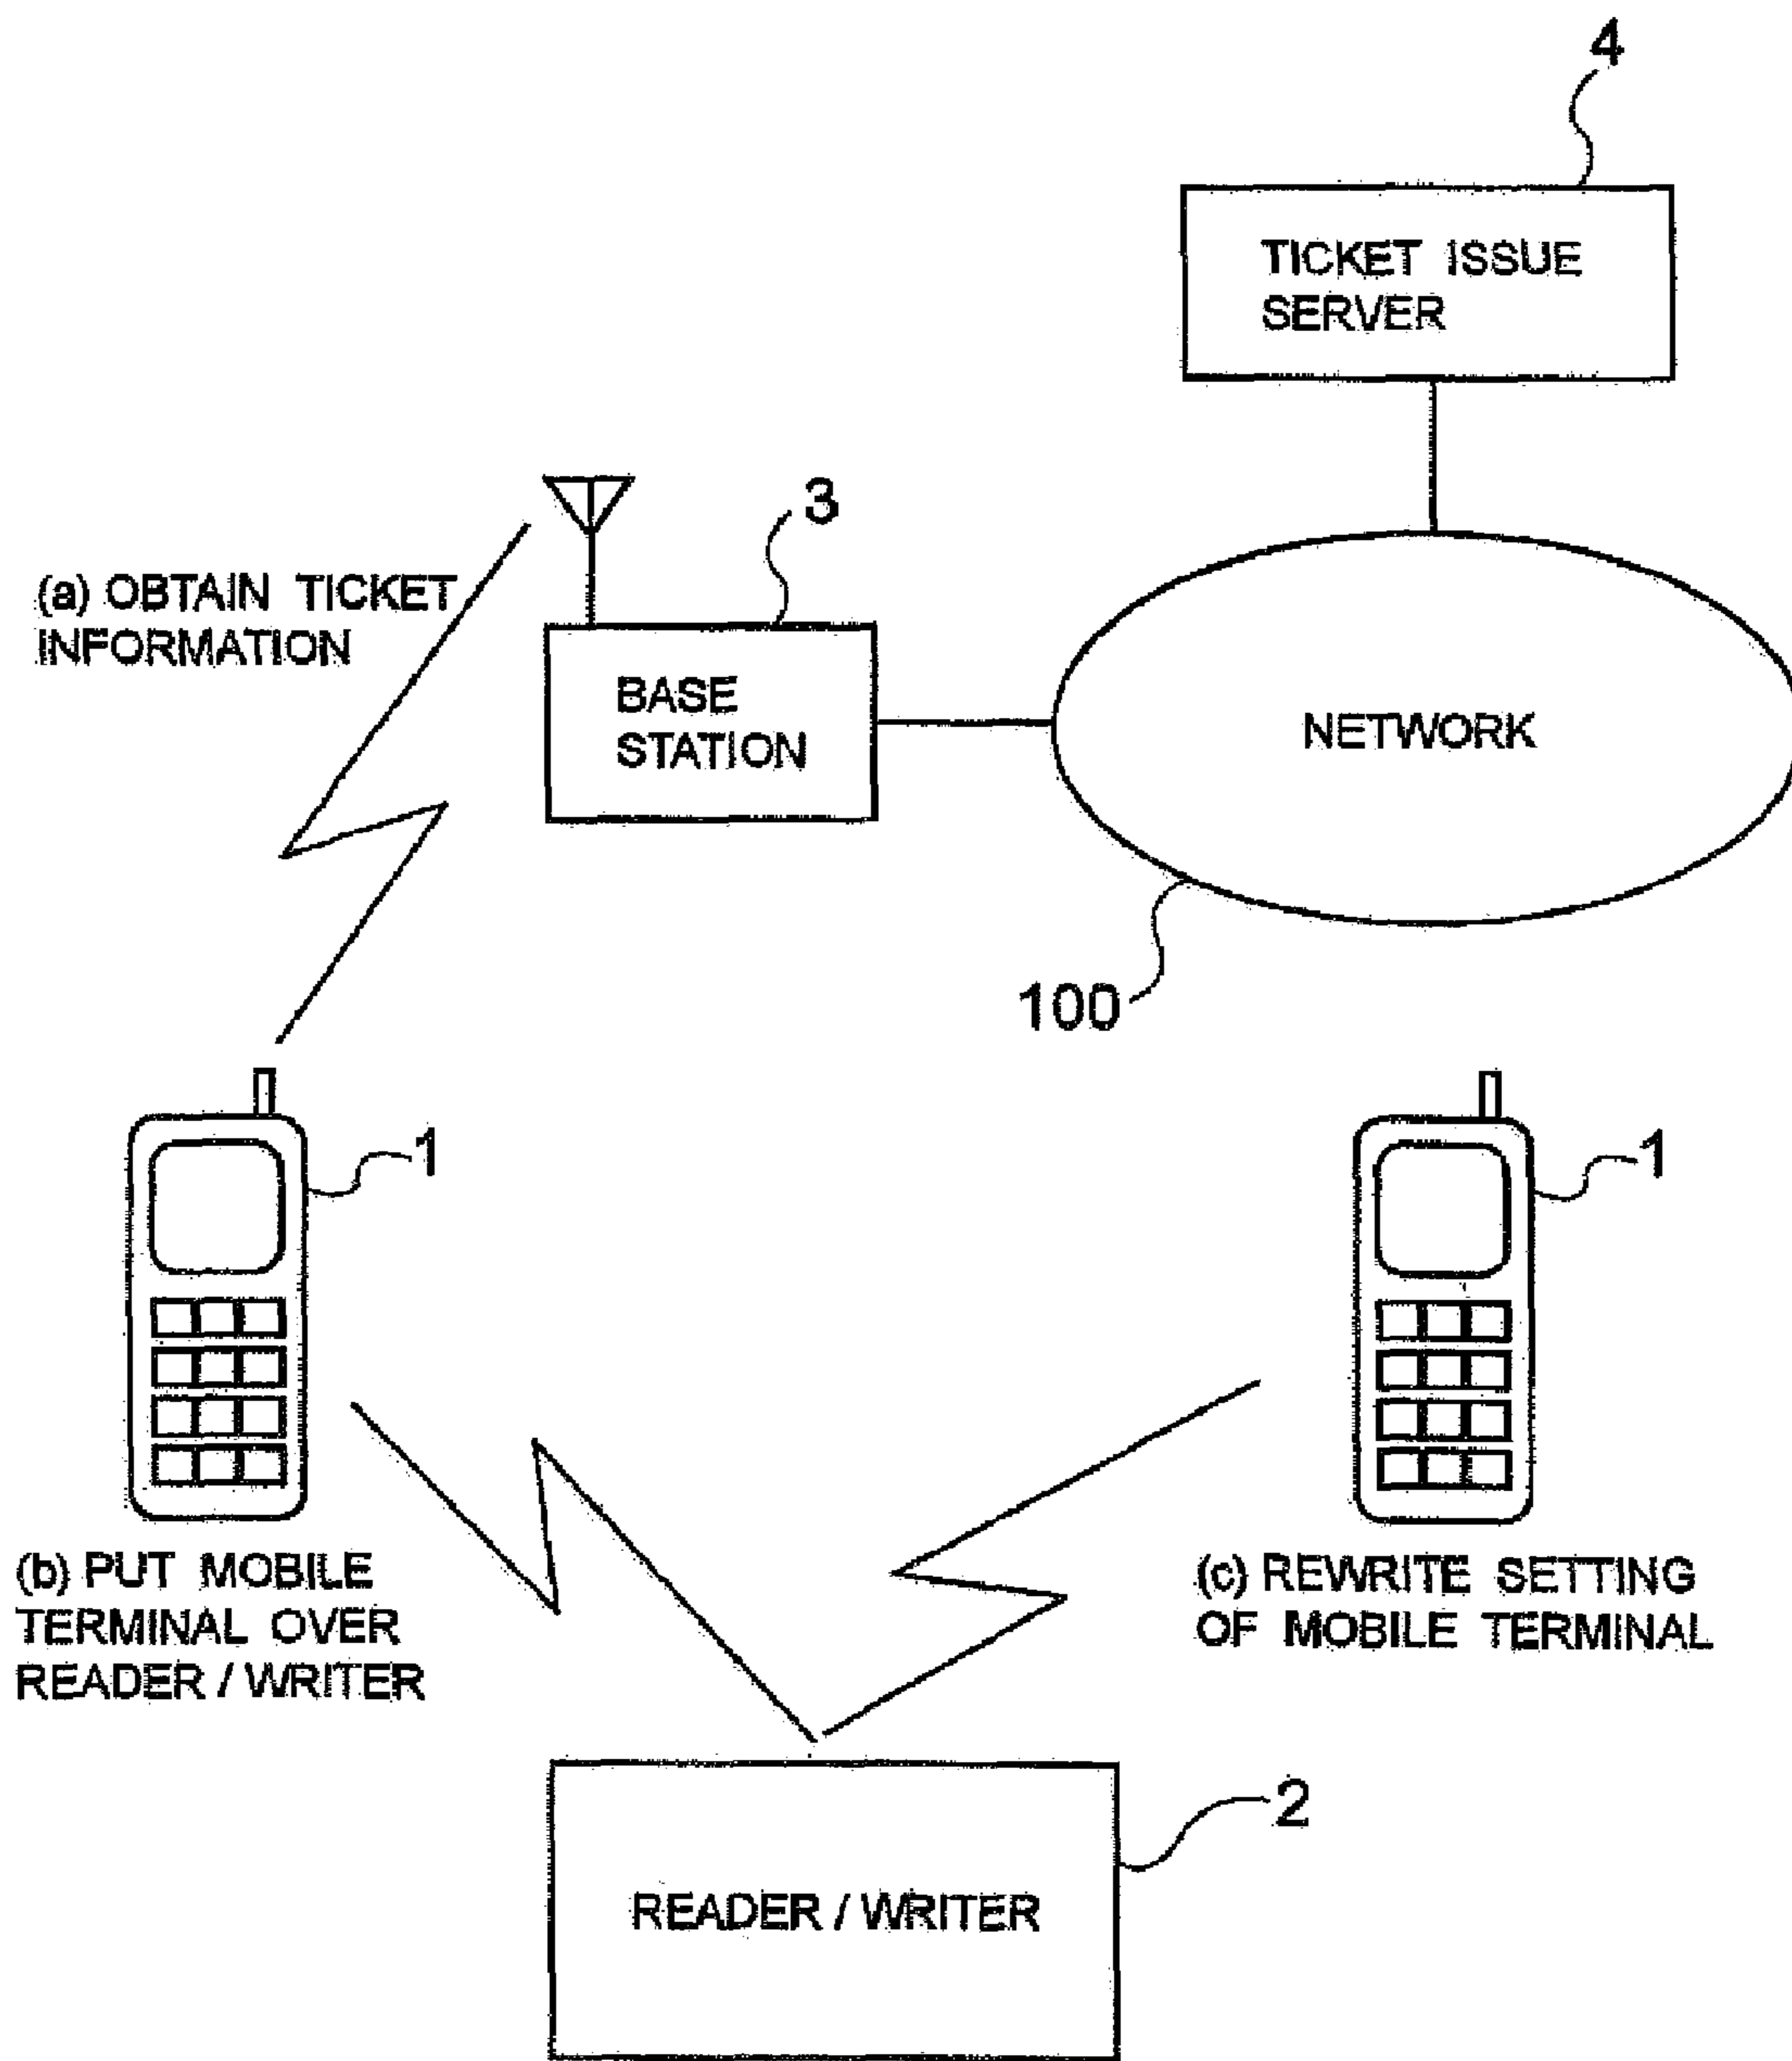 4
TICKET ISSUE
SERVER
3
(a) OBTAIN TICKET
INFORMATION
BASE
STATION
NETWORK
100
1
1
(b) PUT MOBILE
TERMINAL OVER
READER / WRITER
(c) REWRITE SETTING
OF MOBILE TERMINAL
2
READER / WRITER